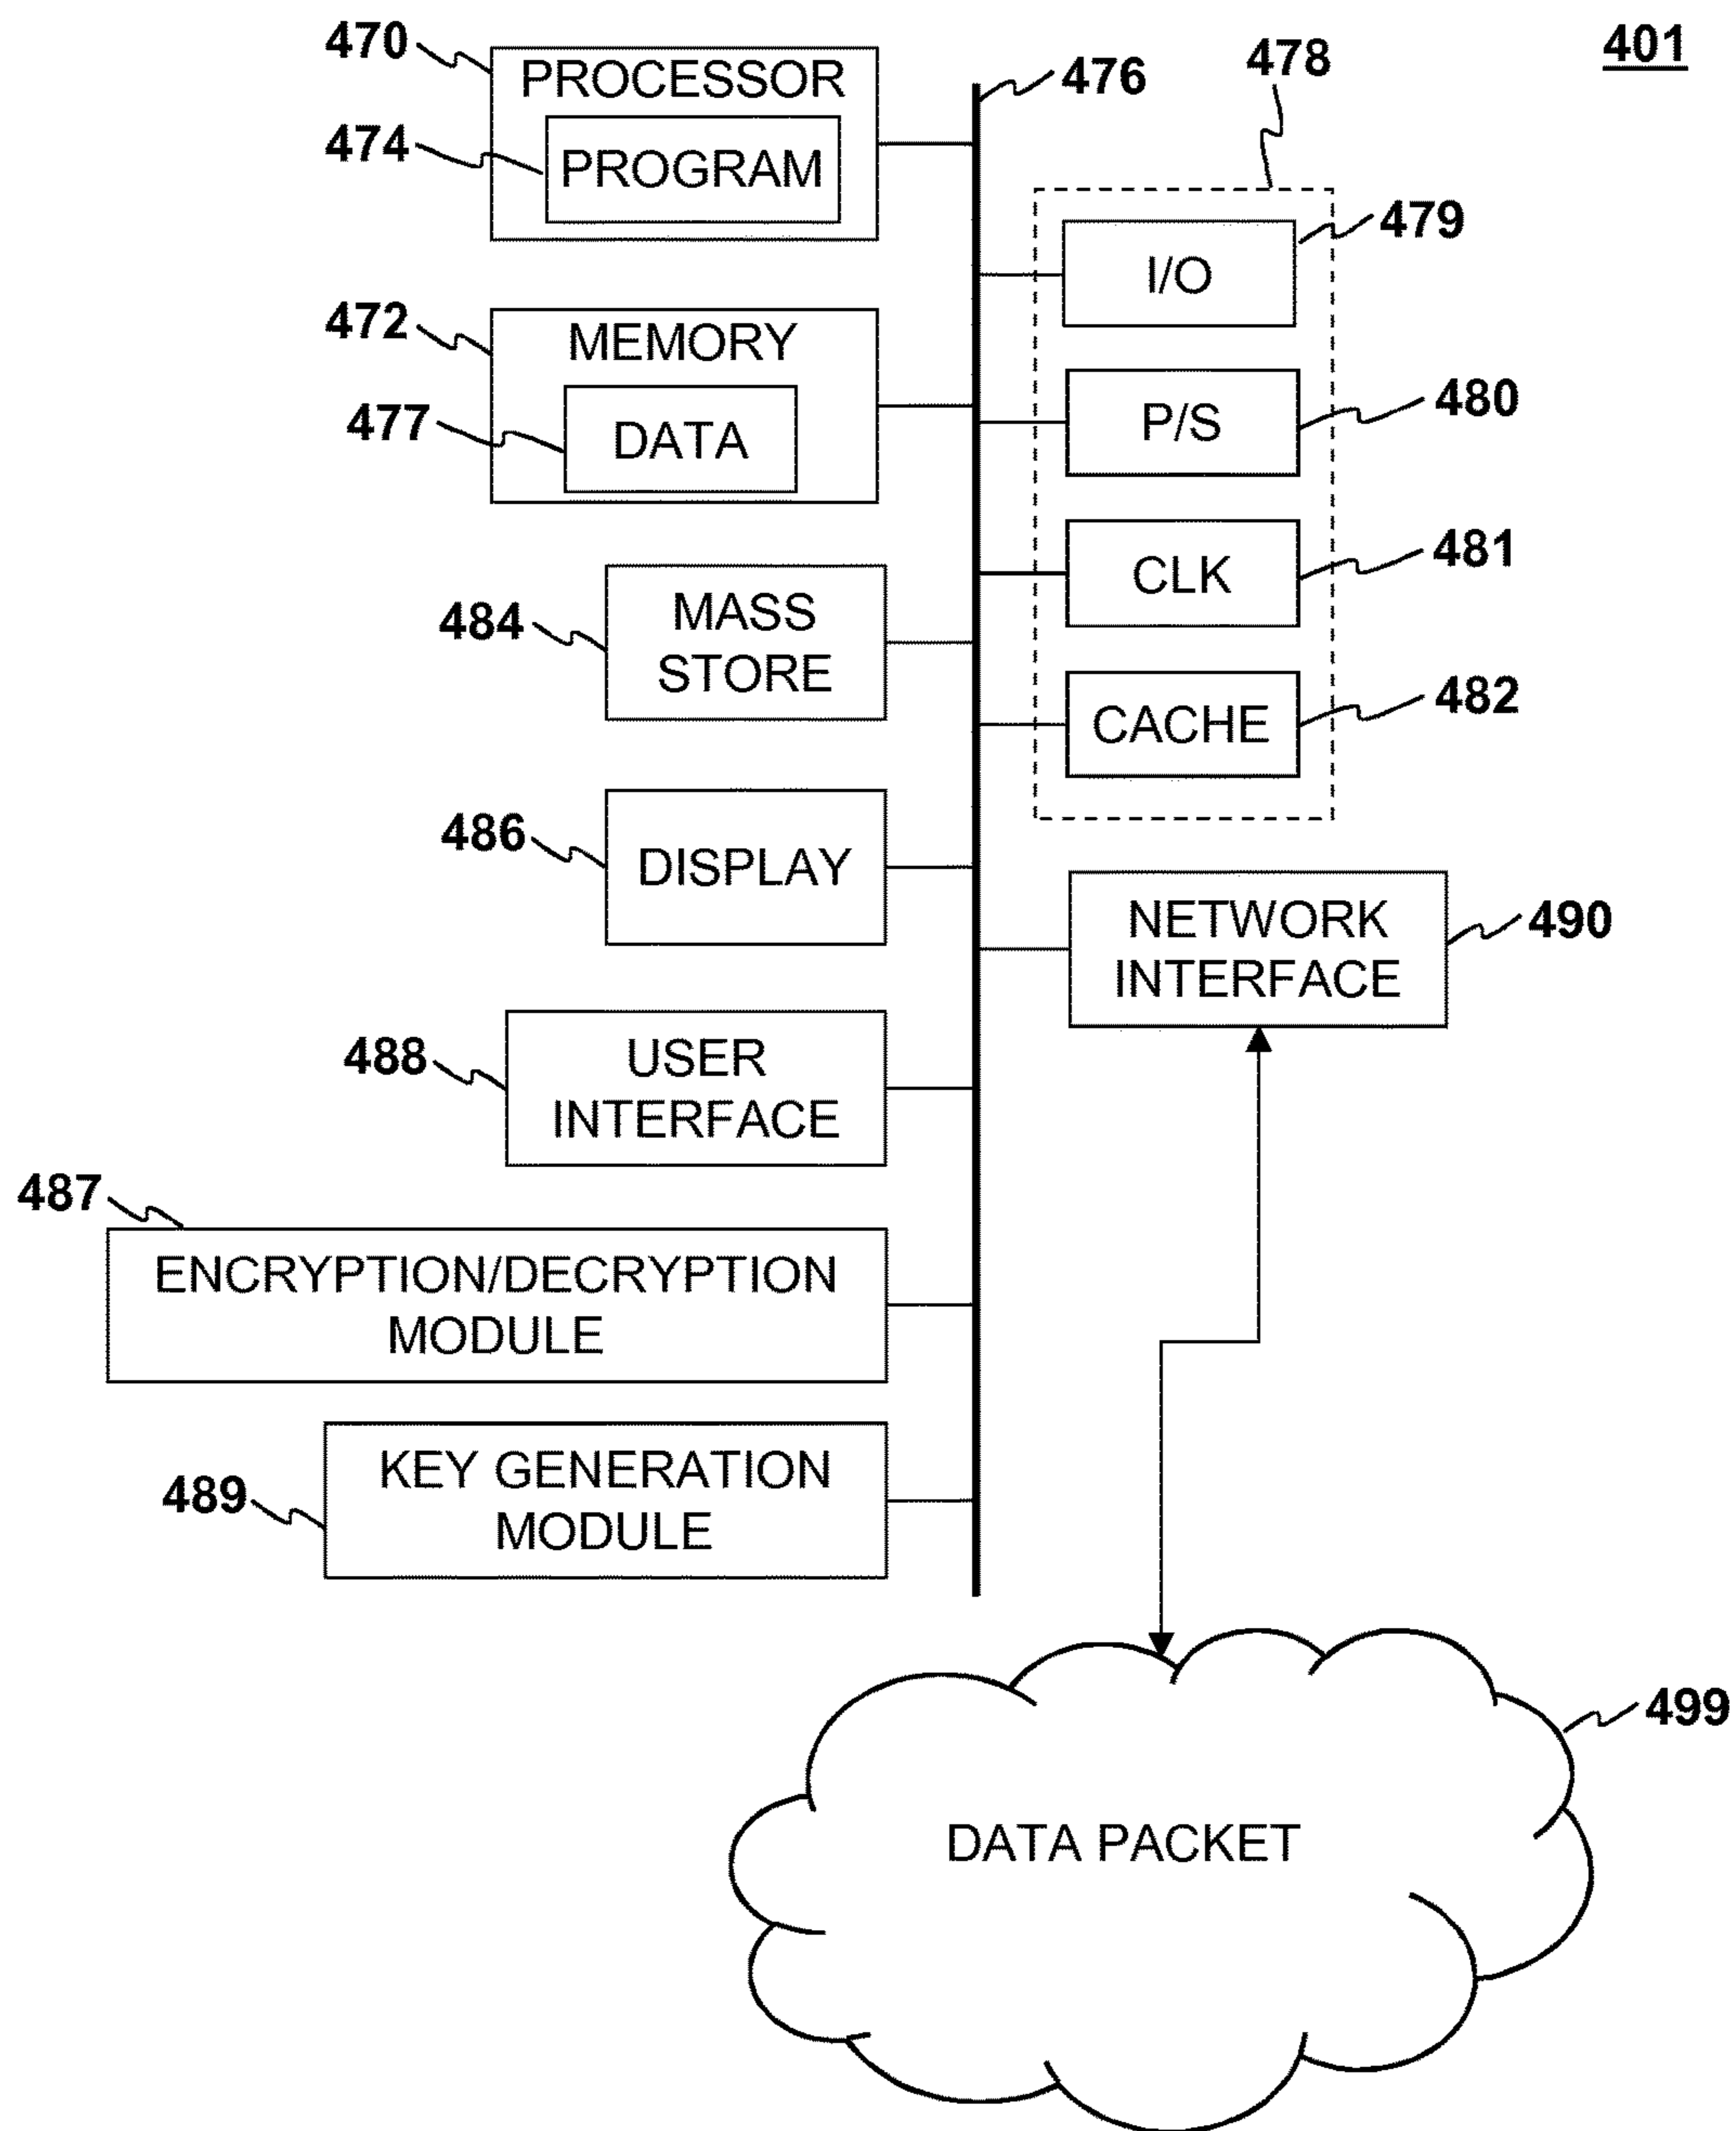 401
470
PROCESSOR
474
PROGRAM
476
478
479
I/O
472
MEMORY
477
DATA
480
P/S
481
CLK
484
MASS
STORE
482
CACHE
486
DISPLAY
NETWORK
INTERFACE
490
488
USER
INTERFACE
487
ENCRYPTION/DECRYPTION
MODULE
489
KEY GENERATION
MODULE
499
DATA PACKET